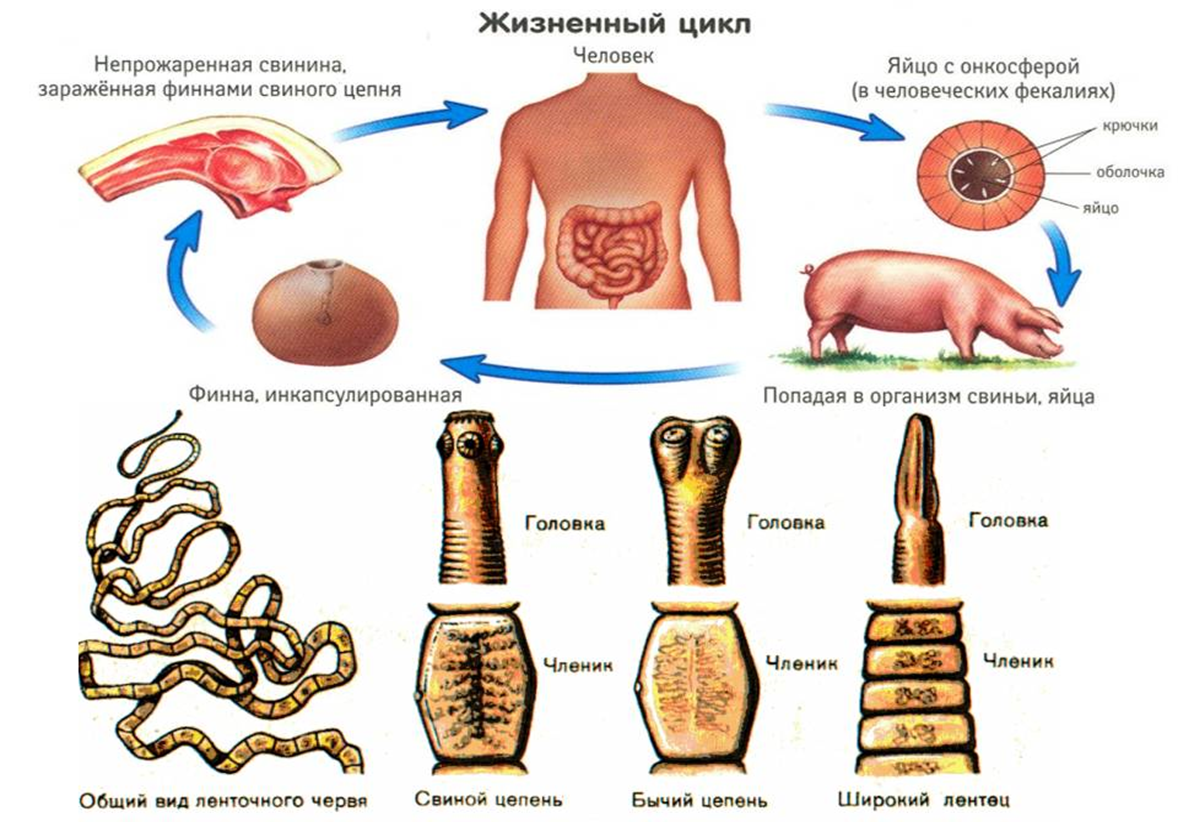 Жизненный цикл
Непрожаренная свинина,
заражённая финнами свиного цепня
Человек
Яйцо с онкосферой
(в человеческих фекалиях)
крючки
оболочка
яйцо
Финна, инкапсулированная
Попадая в организм свиньи, яйца
Головка
Головка
Головка
Членик
Членик
Членик
Общий вид ленточного червя
Свиной цепень
Бычий цепень
Широкий лентец